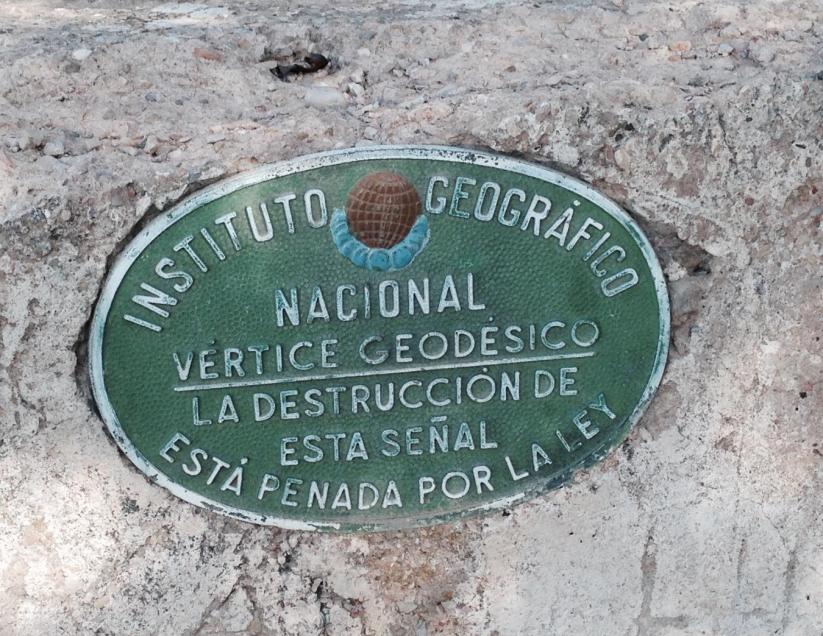 INSTITUTO GEOGRÁFICO
NACIONAL
VÉRTICE GEODÉSICO
LA DESTRUCCIÓN DE
ESTA SEÑAL
ESTÁ PENADA POR LA LEY